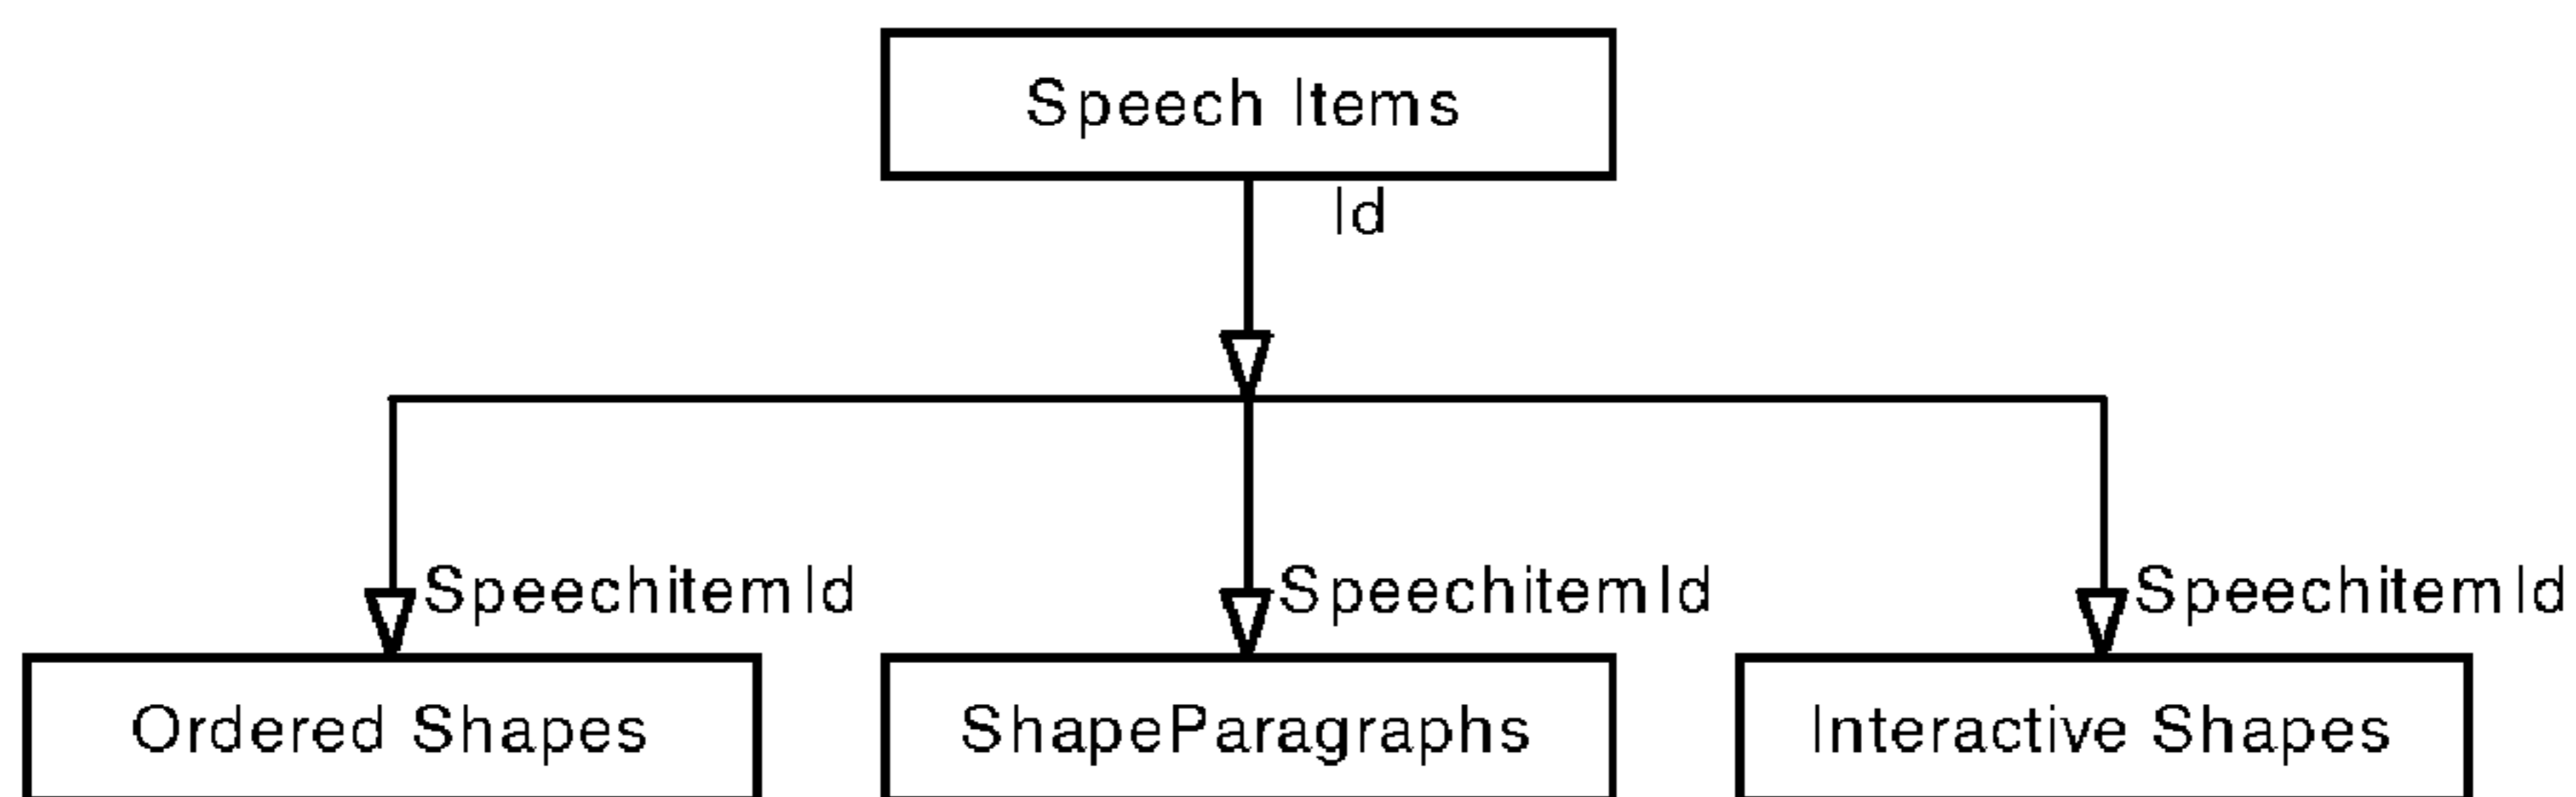 Speech Items
Id
SpeechitemId SpeechitemId SpeechitemId
Ordered Shapes ShapeParagraphs Interactive Shapes